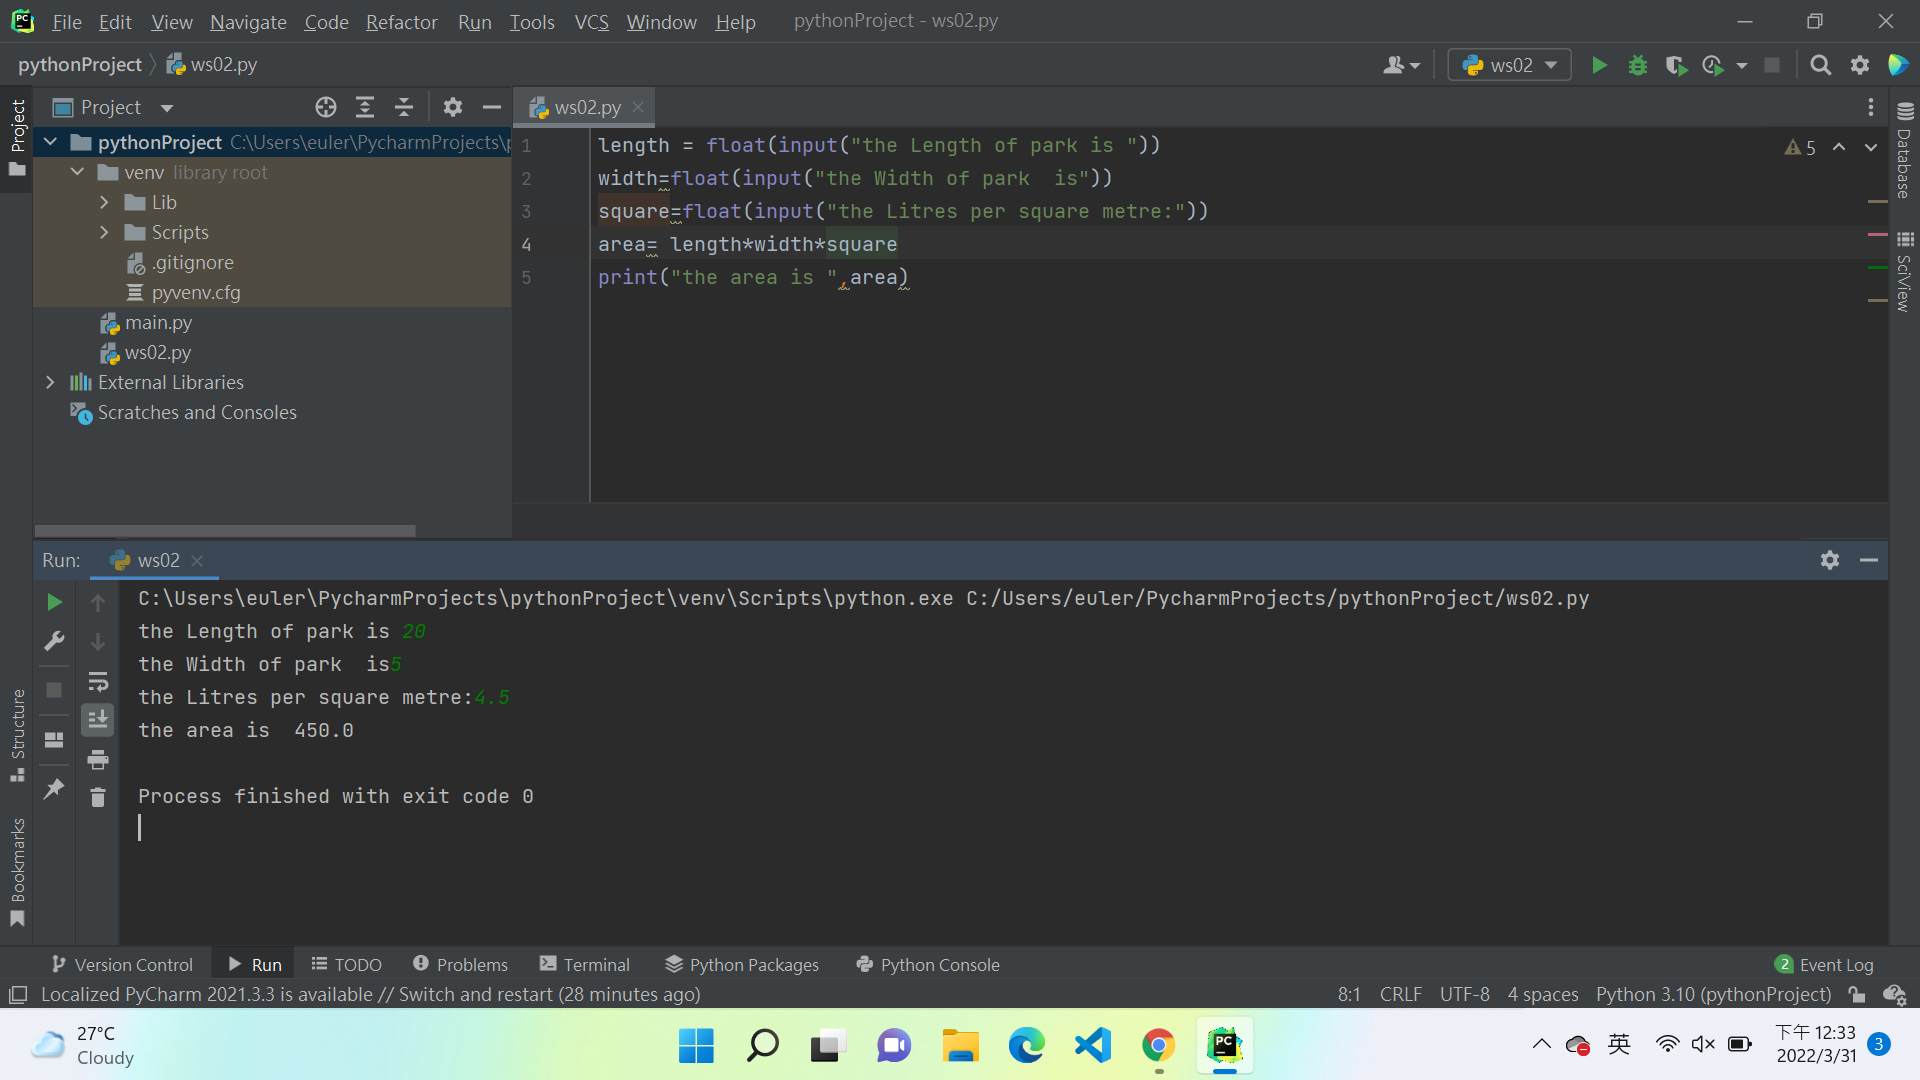 File Edit View Navigate Code Refactor Run Tools VCS Window Help pythonProject - ws02.py
pythonProject ws02.py ws02
Project
Project
ws02.py
pythonProject C:\Users\euler\PycharmProjects\p
venv library root
Lib
Scripts
.gitignore
pyvenv.cfg
main.py
ws02.py
External Libraries
Scratches and Consoles
1 length = float(input("the Length of park is "))
2 width=float(input("the Width of park  is"))
3 square=float(input("the Litres per square metre:"))
4 area= length*width*square
5 print("the area is ",area)
5
Database
SciView
Run: ws02
C:\Users\euler\PycharmProjects\pythonProject\venv\Scripts\python.exe C:/Users/euler/PycharmProjects/pythonProject/ws02.py
the Length of park is 20
the Width of park  is5
the Litres per square metre:4.5
the area is  450.0
Process finished with exit code 0
Structure
Bookmarks
Version Control Run TODO Problems Terminal Python Packages Python Console 2 Event Log
Localized PyCharm 2021.3.3 is available // Switch and restart (28 minutes ago) 8:1 CRLF UTF-8 4 spaces Python 3.10 (pythonProject)
27°C
Cloudy
PC
英
下午 12:33
2022/3/31
3